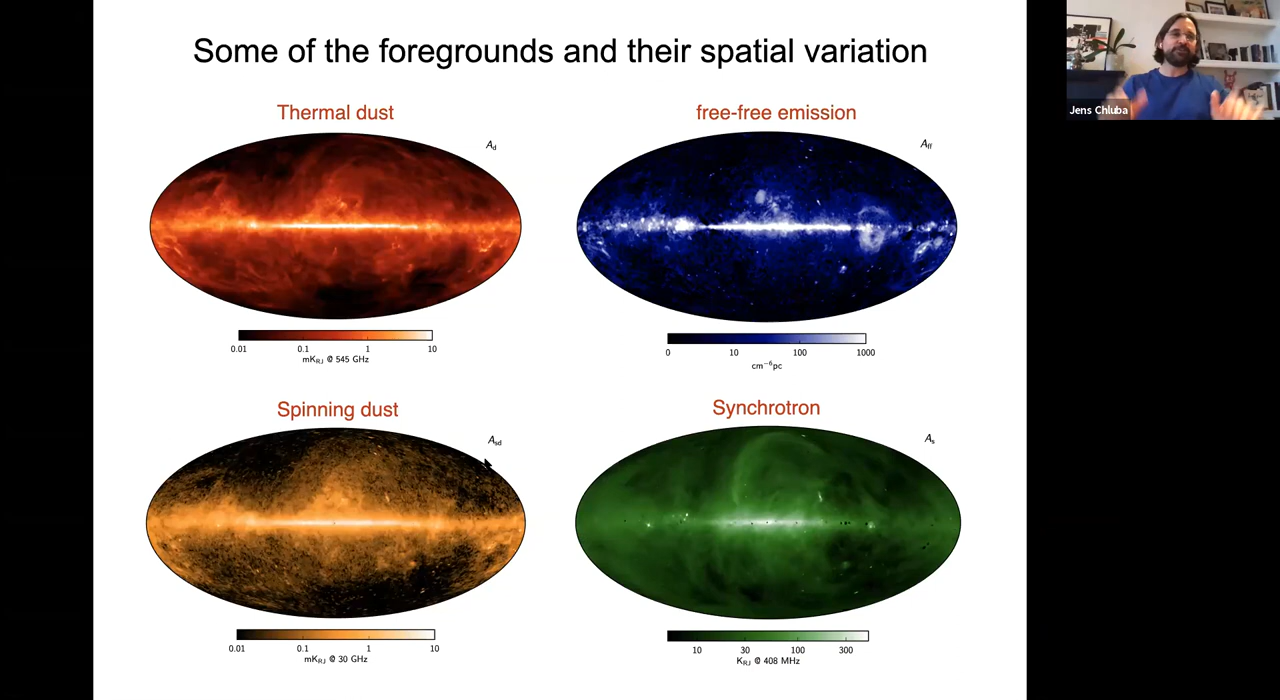 Some of the foregrounds and their spatial variation
Jens Chluba
Thermal dust
A_d
0.01 0.1 1 10
mK_RJ @ 545 GHz
free-free emission
A_ff
0 10 100 1000
cm⁻⁶pc
Spinning dust
A_sd
0.01 0.1 1 10
mK_RJ @ 30 GHz
Synchrotron
A_s
10 30 100 300
K_RJ @ 408 MHz